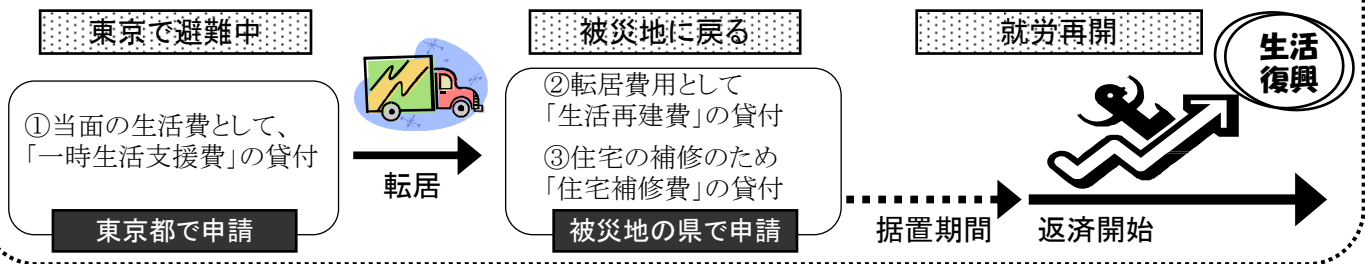 東京で避難中
①当面の生活費として、
「一時生活支援費」の貸付
東京都で申請
転居
被災地に戻る
②転居費用として
「生活再建費」の貸付
③住宅の補修のため
「住宅補修費」の貸付
被災地の県で申請
据置期間
就労再開
返済開始
生活
復興